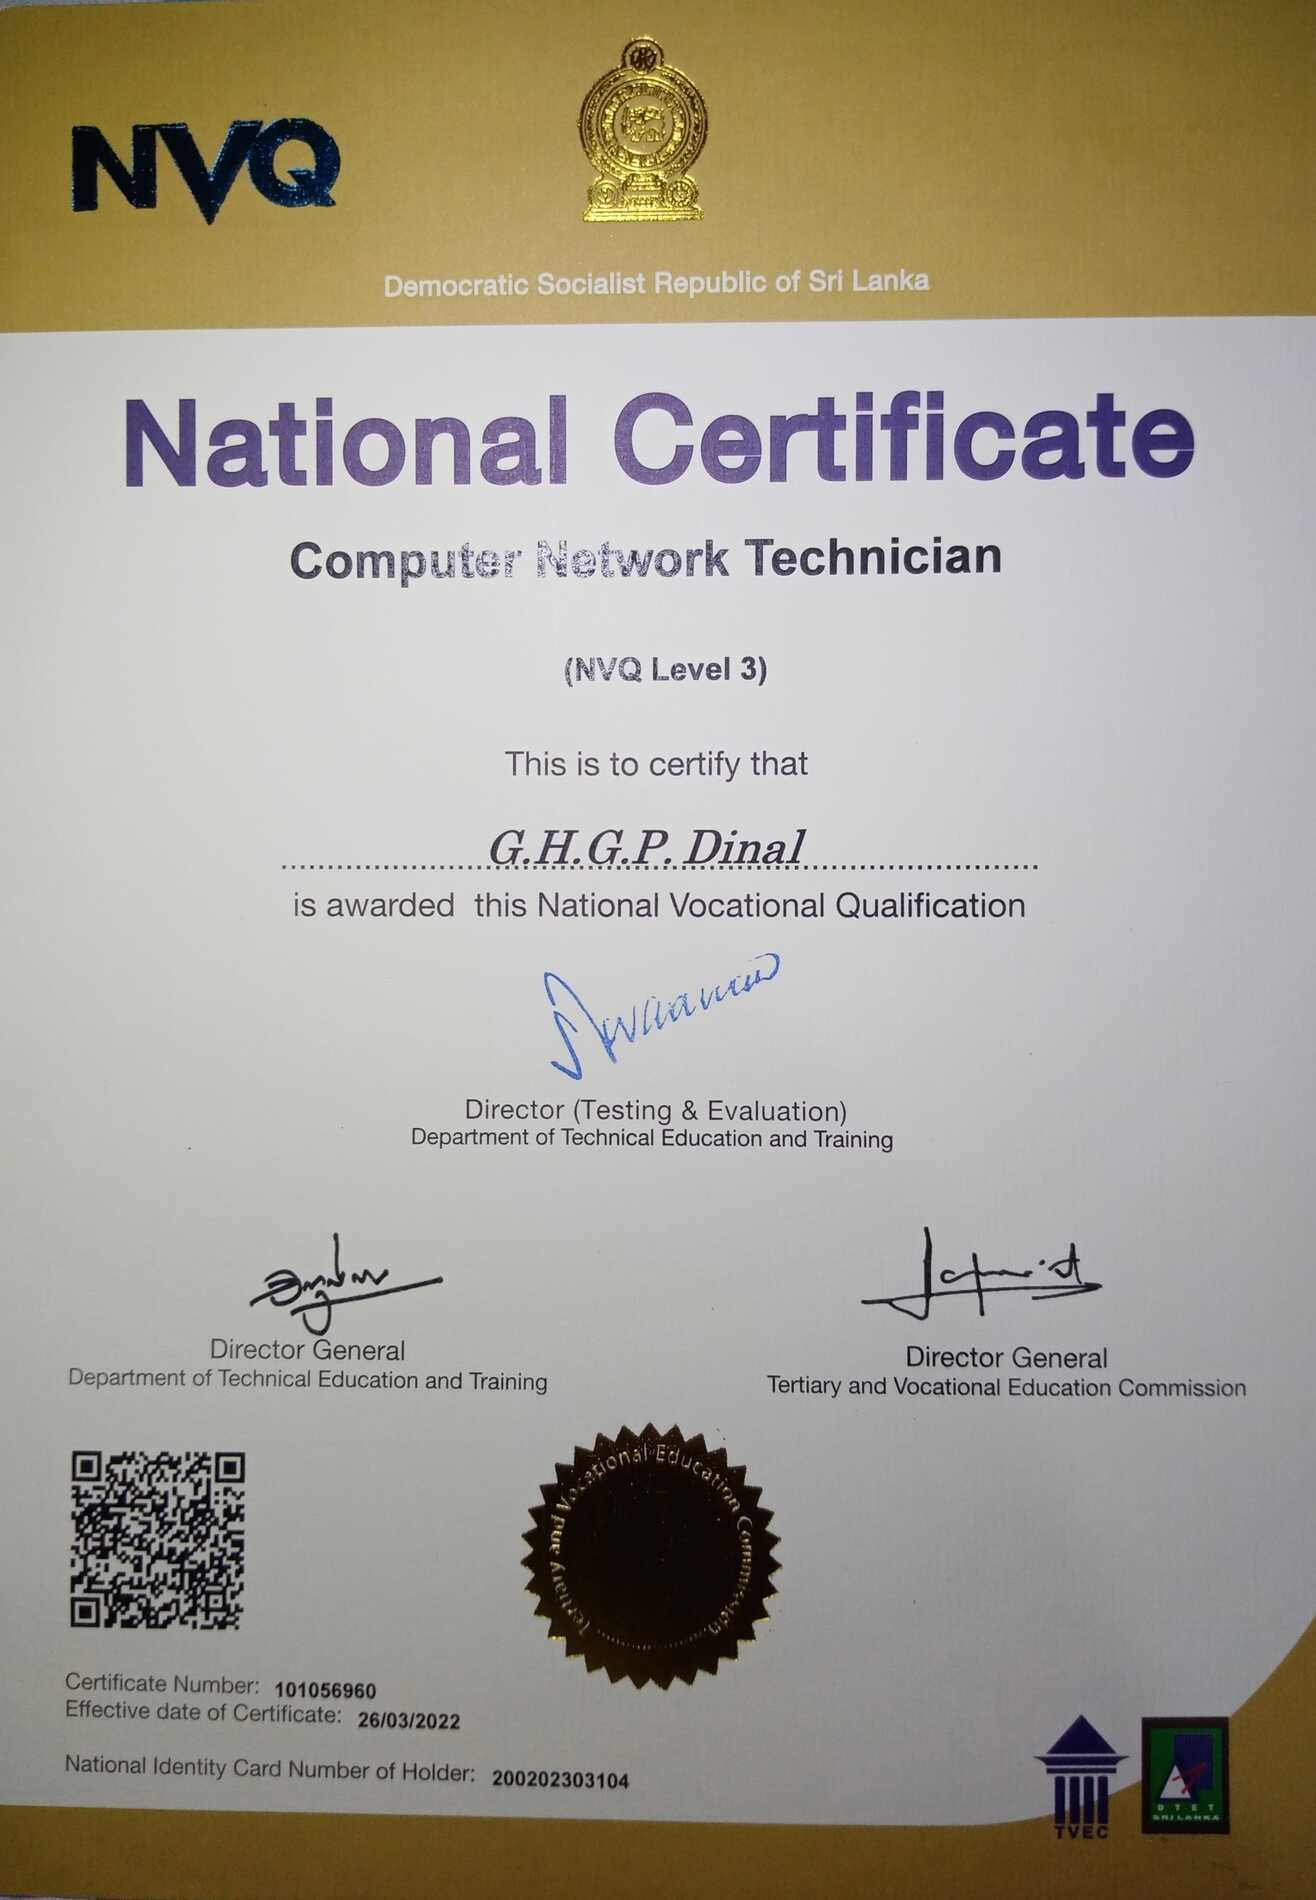 NVQ
Democratic Socialist Republic of Sri Lanka
National Certificate
Computer Network Technician
(NVQ Level 3)
This is to certify that
G.H.G.P. Dinal
is awarded this National Vocational Qualification
Director (Testing & Evaluation)
Department of Technical Education and Training
Director General
Department of Technical Education and Training
Director General
Tertiary and Vocational Education Commission
Tertiary and Vocational Education Commission
Certificate Number: 101056960
Effective date of Certificate: 26/03/2022
National Identity Card Number of Holder: 200202303104
TVEC
DTET
SRI LANKA